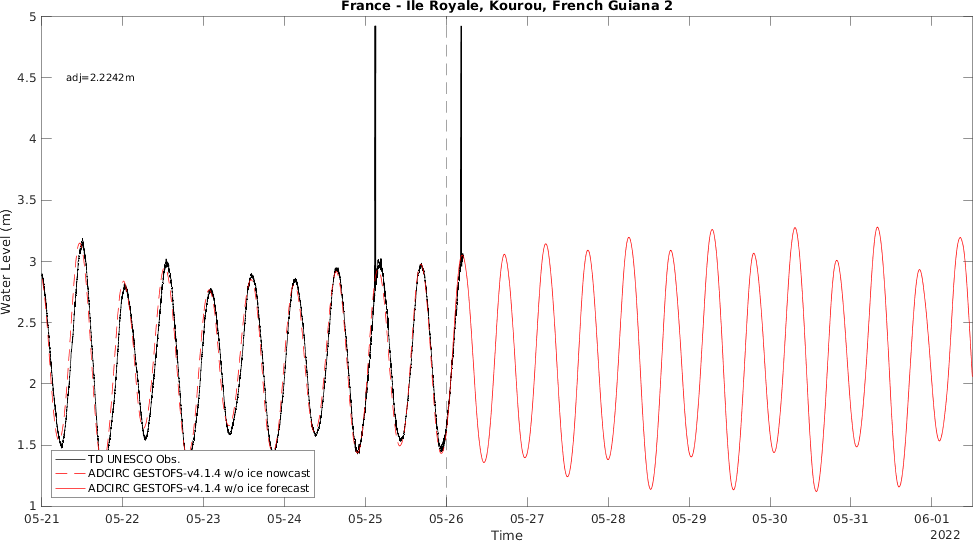 France - Ile Royale, Kourou, French Guiana 2
5
4.5
4
3.5
3
2.5
2
1.5
1
Water Level (m)
adj=2.2242m
TD UNESCO Obs.
ADCIRC GESTOFS-v4.1.4 w/o ice nowcast
ADCIRC GESTOFS-v4.1.4 w/o ice forecast
05-21 05-22 05-23 05-24 05-25 05-26 05-27 05-28 05-29 05-30 05-31 06-01
2022
Time